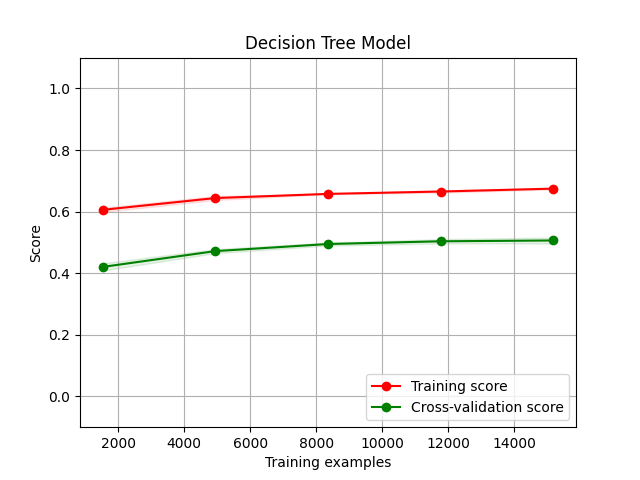 Decision Tree Model
1.0
0.8
0.6
0.4
0.2
0.0
Score
Training score
Cross-validation score
2000 4000 6000 8000 10000 12000 14000
Training examples